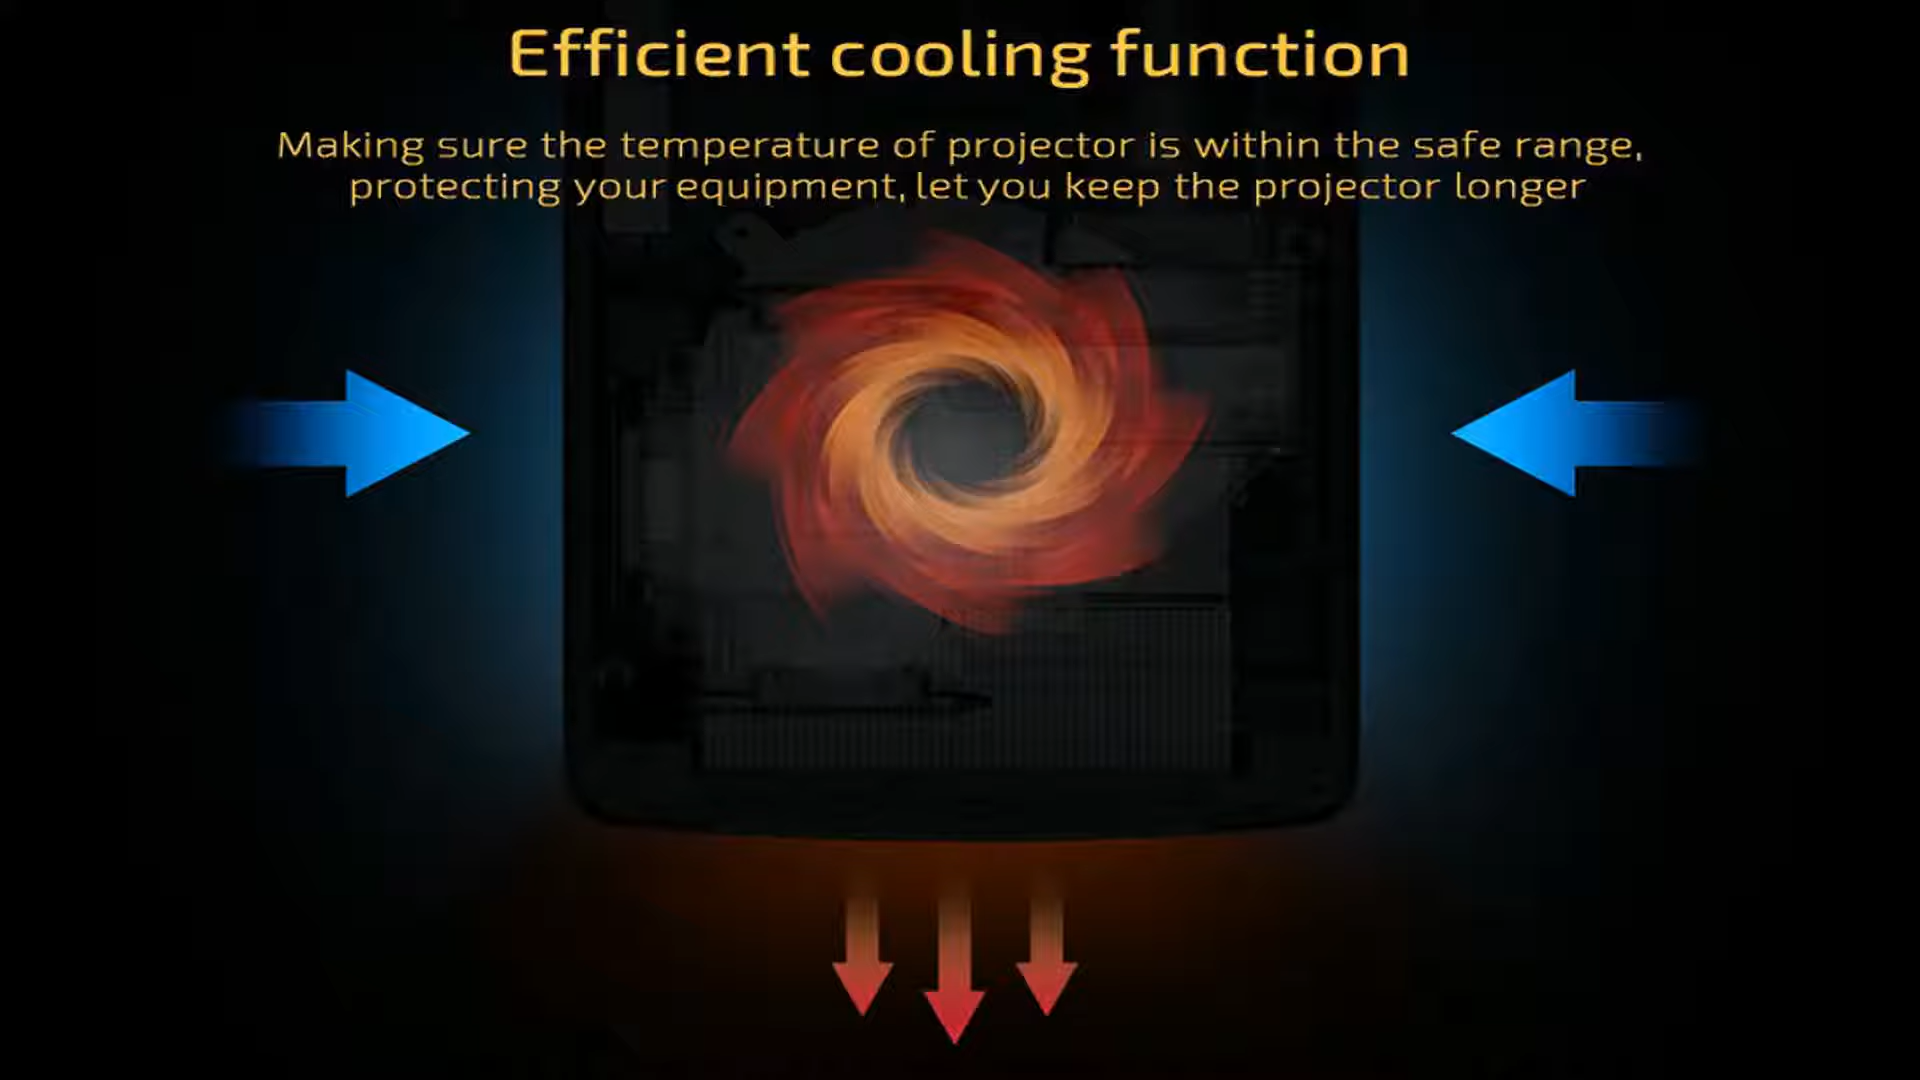 Efficient cooling function
Making sure the temperature of projector is within the safe range,
protecting your equipment, let you keep the projector longer